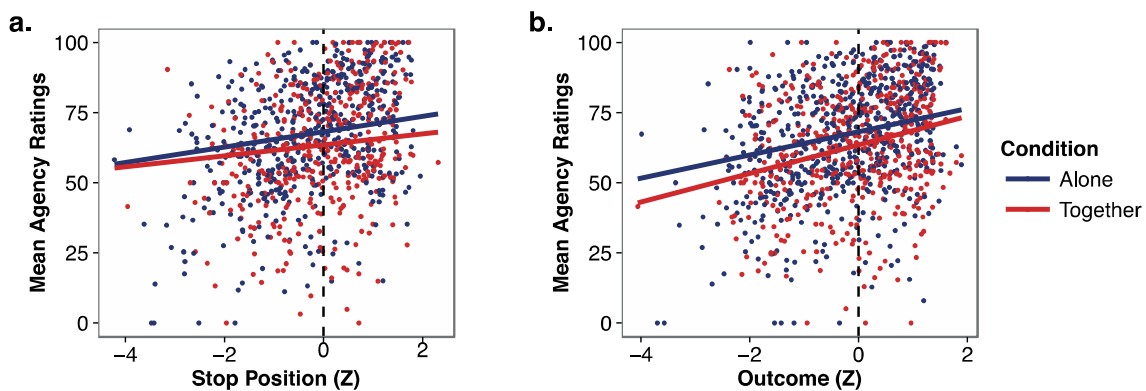 a.
Mean Agency Ratings
100
75
50
25
0
−4
−2
0
2
Stop Position (Z)
b.
Mean Agency Ratings
100
75
50
25
0
−4
−2
0
2
Outcome (Z)
Condition
Alone
Together